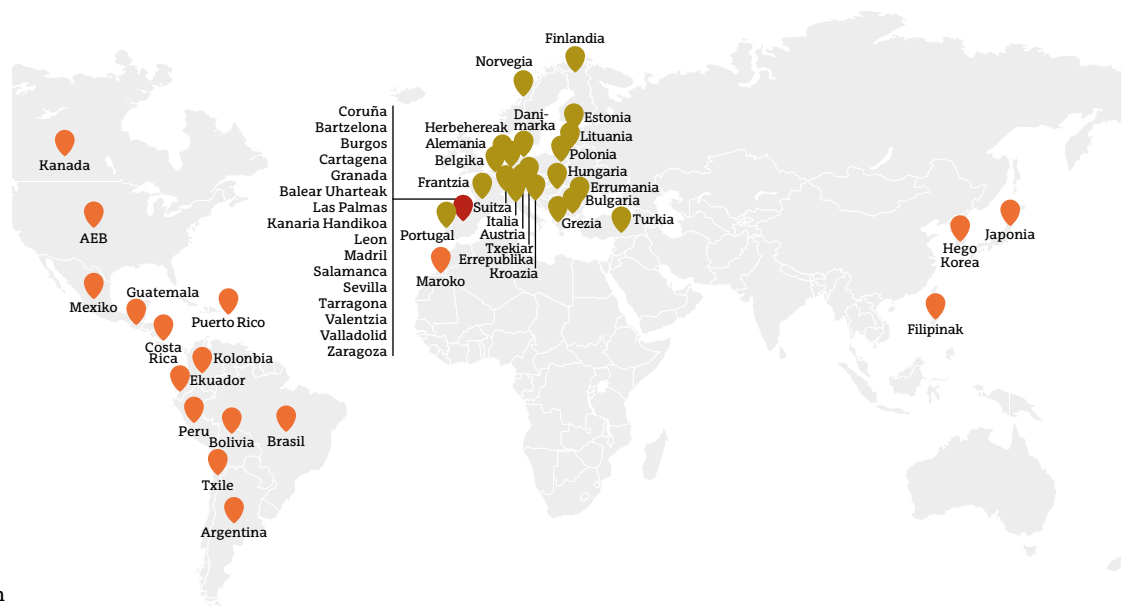 Finlandia
Norvegia
Coruña
Bartzelona
Burgos
Cartagena
Granada
Balear Uharteak
Las Palmas
Kanaria Handikoa
Leon
Madril
Salamanca
Sevilla
Tarragona
Valentzia
Valladolid
Zaragoza
Dani-
marka
Estonia
Herbehereak
Lituania
Alemania
Polonia
Belgika
Hungaria
Frantzia
Errumania
Bulgaria
Suitza
Italia
Grezia
Turkia
Portugal
Austria
Txekiar
Errepublika
Kroazia
Maroko
Kanada
AEB
Mexiko
Guatemala
Puerto Rico
Costa
Rica
Kolonbia
Ekuador
Peru
Bolivia
Brasil
Txile
Argentina
Japonia
Hego
Korea
Filipinak
n